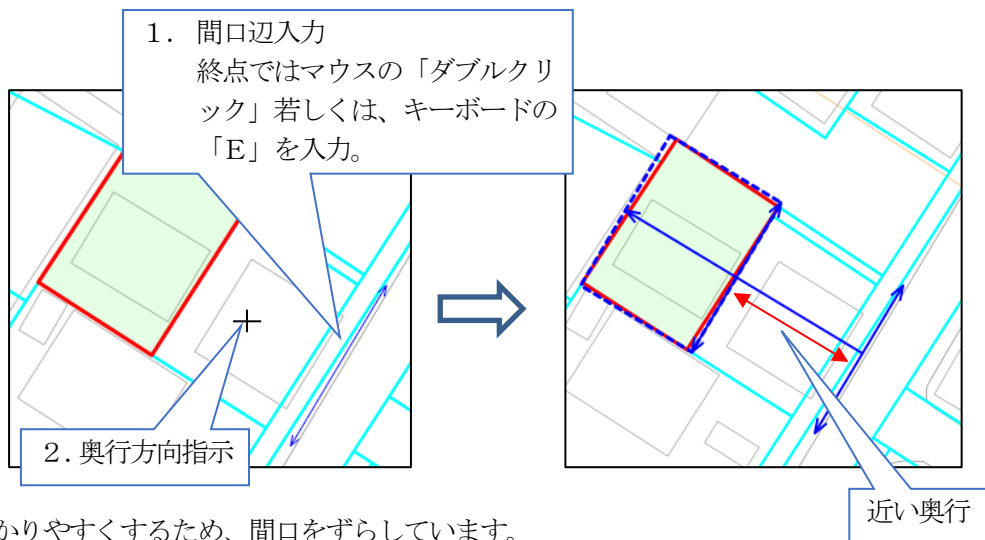 １．間口辺入力
終点ではマウスの「ダブルクリ
ック」若しくは、キーボードの
「Ｅ」を入力。
２．奥行方向指示
近い奥行
かりやすくするため、間口をずらしています。